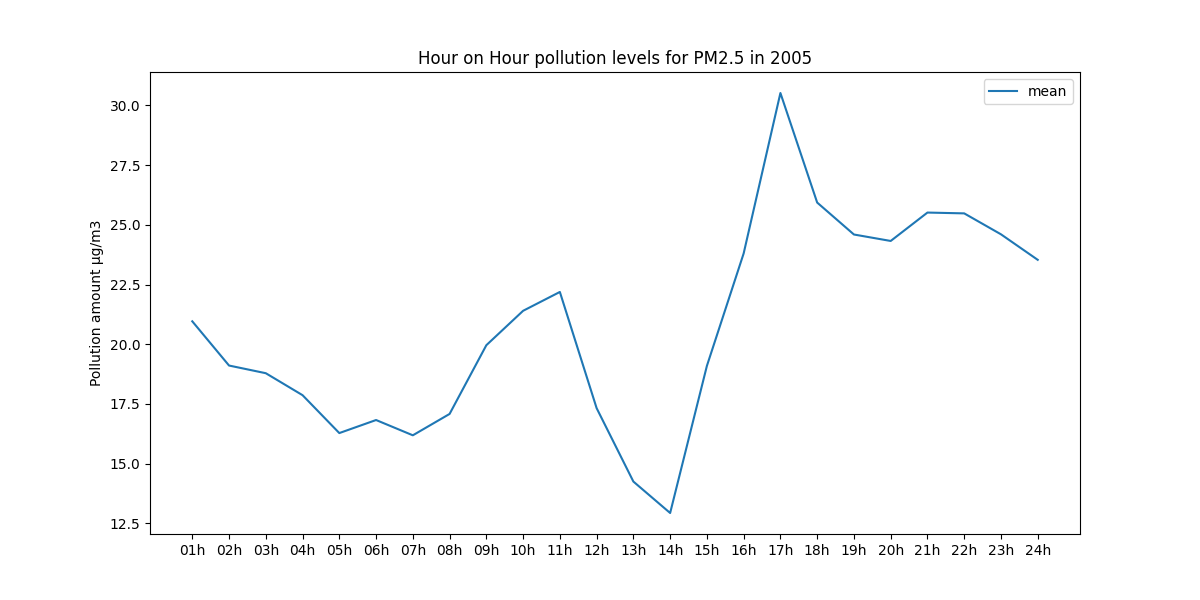 Hour on Hour pollution levels for PM2.5 in 2005
mean
30.0
27.5
25.0
22.5
20.0
17.5
15.0
12.5
Pollution amount µg/m3
01h 02h 03h 04h 05h 06h 07h 08h 09h 10h 11h 12h 13h 14h 15h 16h 17h 18h 19h 20h 21h 22h 23h 24h